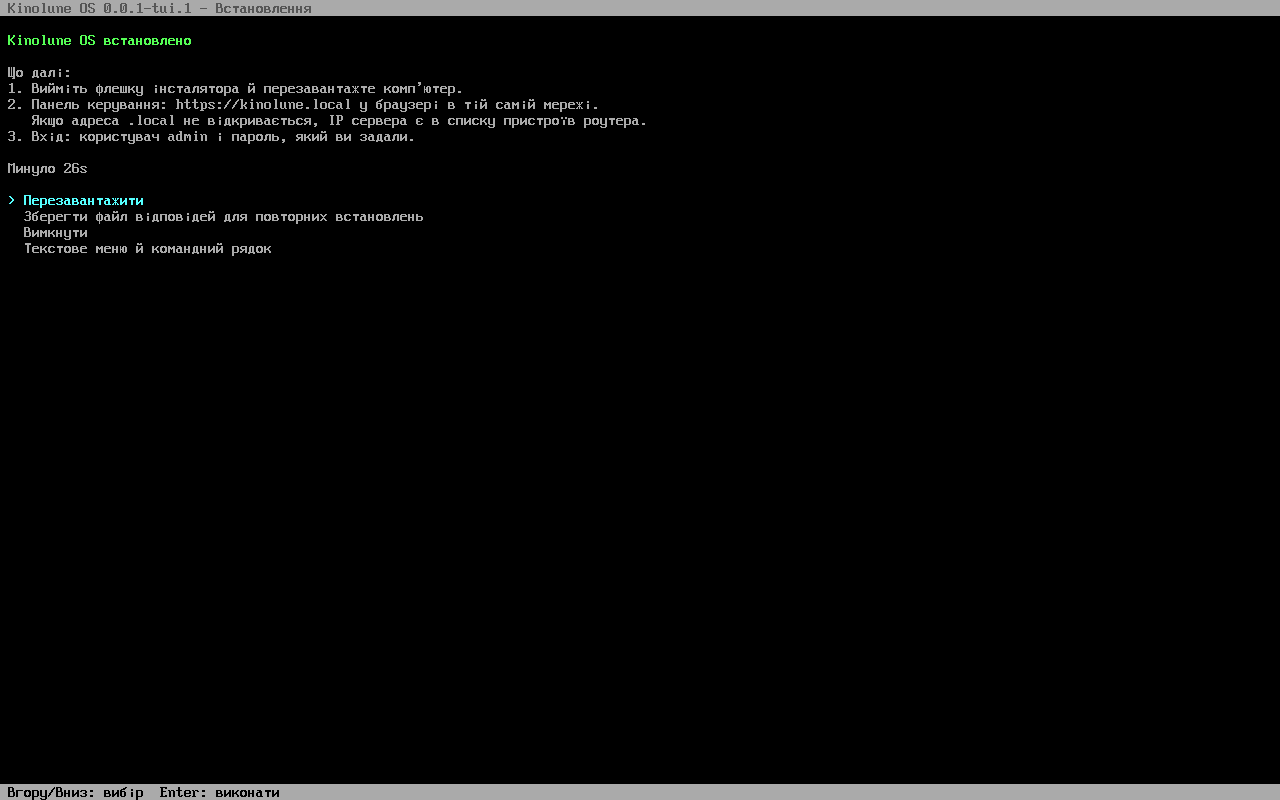 Kinolune OS 0.0.1-tui.1 - Встановлення
Kinolune OS встановлено
Що далі:
1. Вийміть флешку інсталятора й перезавантажте комп'ютер.
2. Панель керування: https://kinolune.local у браузері в тій самій мережі.
Якщо адреса .local не відкривається, IP сервера є в списку пристроїв роутера.
3. Вхід: користувач admin і пароль, який ви задали.
Минуло 26s
> Перезавантажити
Зберегти файл відповідей для повторних встановлень
Вимкнути
Текстове меню й командний рядок
Вгору/Вниз: вибір  Enter: виконати